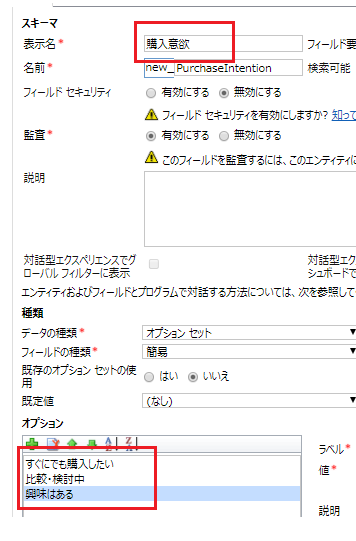 スキーマ
表示名*
購入意欲
フィールド要
名前*
new_ PurchaseIntention
検索可能
フィールド セキュリティ
有効にする 無効にする
フィールド セキュリティを有効にしますか? 知って
監査*
有効にする 無効にする
このフィールドを監査するには、このエンティティに
説明
対話型エクスペリエンスでグ
ローバル フィルターに表示
対話型エク
シュボードで
エンティティおよびフィールドとプログラムで対話する方法については、次を参照して
種類
データの種類* オプション セット
フィールドの種類* 簡易
既存のオプション セットの使
用
はい いいえ
既定値 (なし)
オプション
すぐにでも購入したい
比較・検討中
興味はある
ラベル*
値*
説明